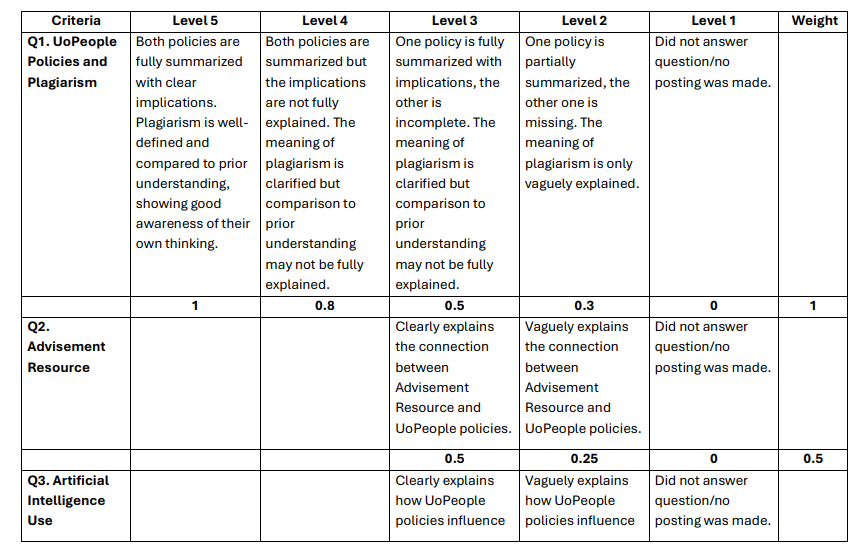 Criteria Level 5 Level 4 Level 3 Level 2 Level 1 Weight
Q1. UoPeople
Policies and
Plagiarism
Both policies are
fully summarized
with clear
implications.
Plagiarism is well-
defined and
compared to prior
understanding,
showing good
awareness of their
own thinking.
Both policies are
summarized but
the implications
are not fully
explained. The
meaning of
plagiarism is
clarified but
comparison to
prior
understanding
may not be fully
explained.
One policy is fully
summarized with
implications, the
other is
incomplete. The
meaning of
plagiarism is
clarified but
comparison to
prior
understanding
may not be fully
explained.
One policy is
partially
summarized, the
other one is
missing. The
meaning of
plagiarism is only
vaguely explained.
Did not answer
question/no
posting was made.
1 0.8 0.5 0.3 0 1
Q2.
Advisement
Resource
Clearly explains
the connection
between
Advisement
Resource and
UoPeople policies.
Vaguely explains
the connection
between
Advisement
Resource and
UoPeople policies.
Did not answer
question/no
posting was made.
0.5 0.25 0 0.5
Q3. Artificial
Intelligence
Use
Clearly explains
how UoPeople
policies influence
Vaguely explains
how UoPeople
policies influence
Did not answer
question/no
posting was made.